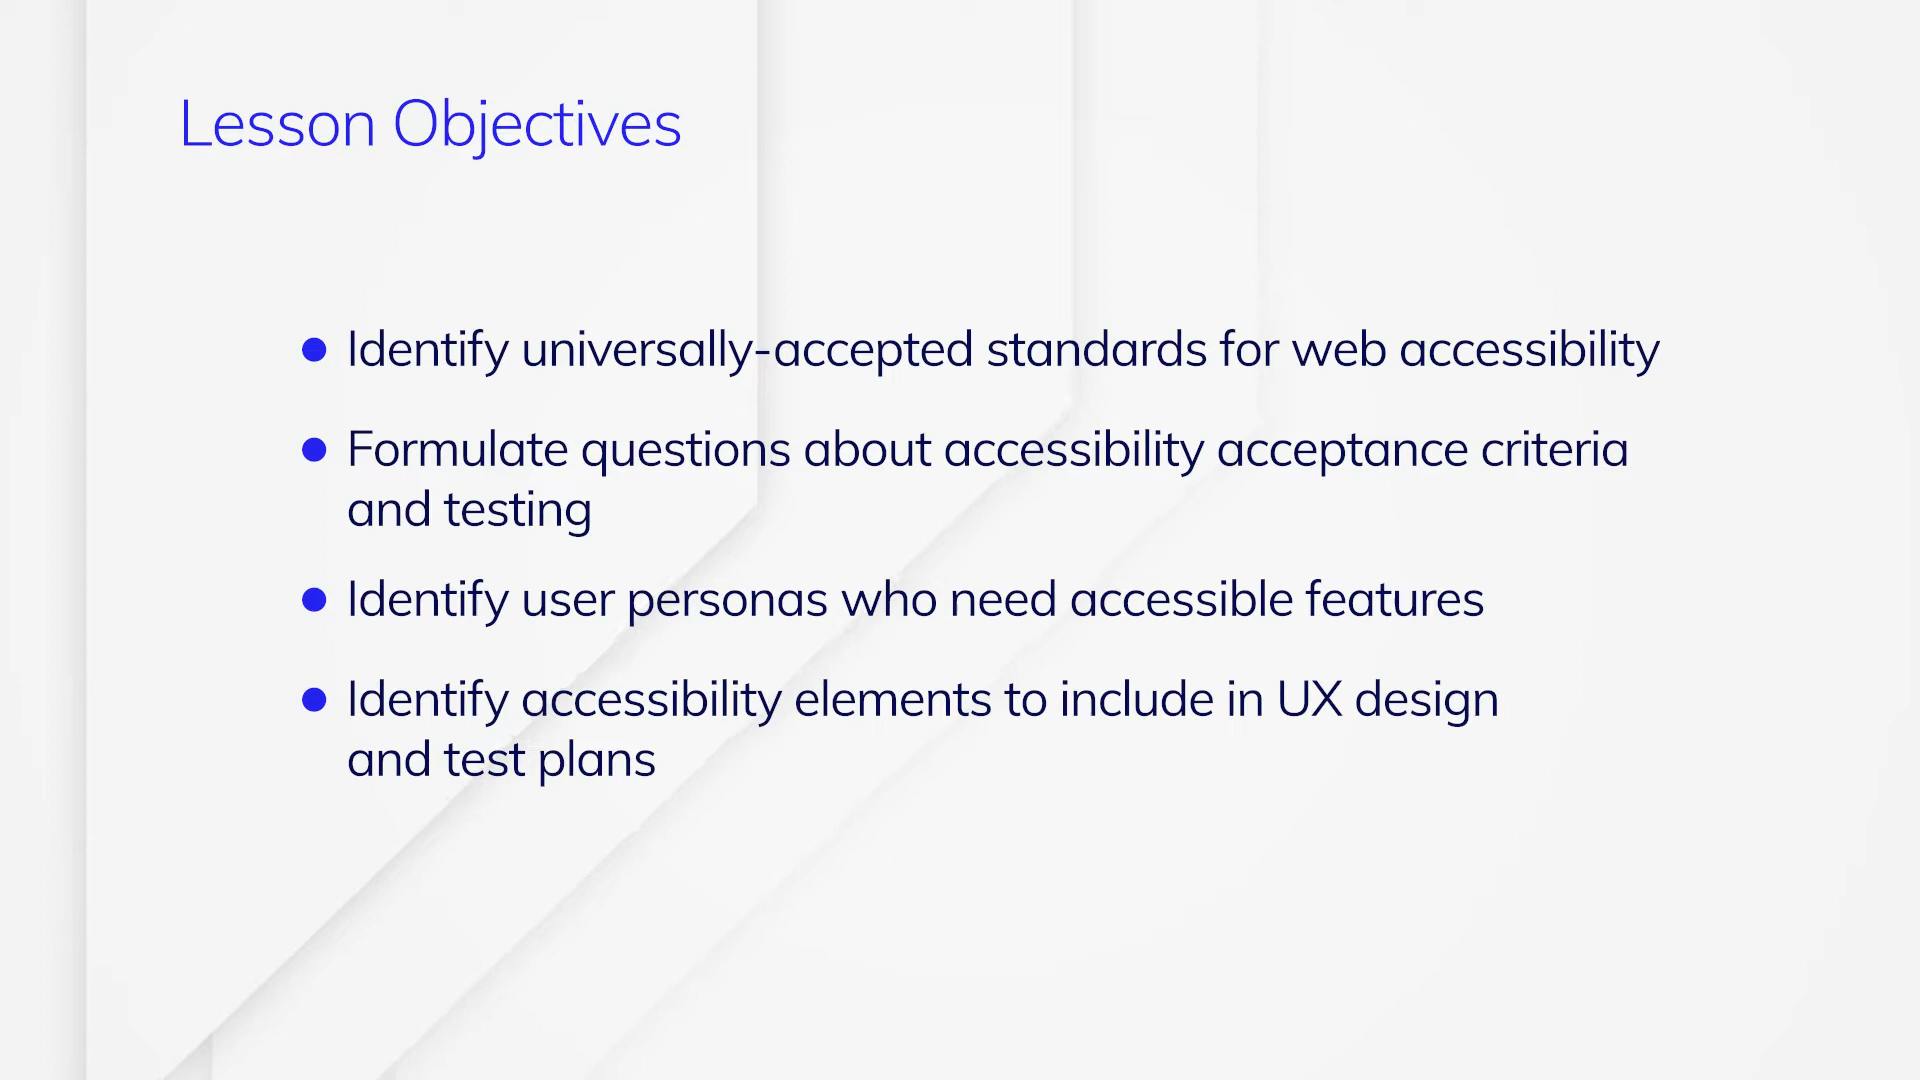 Lesson Objectives
● Identify universally-accepted standards for web accessibility
● Formulate questions about accessibility acceptance criteria
and testing
● Identify user personas who need accessible features
● Identify accessibility elements to include in UX design
and test plans